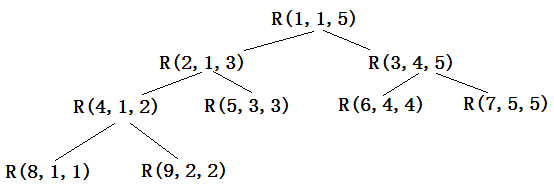 R(1,1,5)
R(2,1,3) R(3,4,5)
R(4,1,2) R(5,3,3) R(6,4,4) R(7,5,5)
R(8,1,1) R(9,2,2)